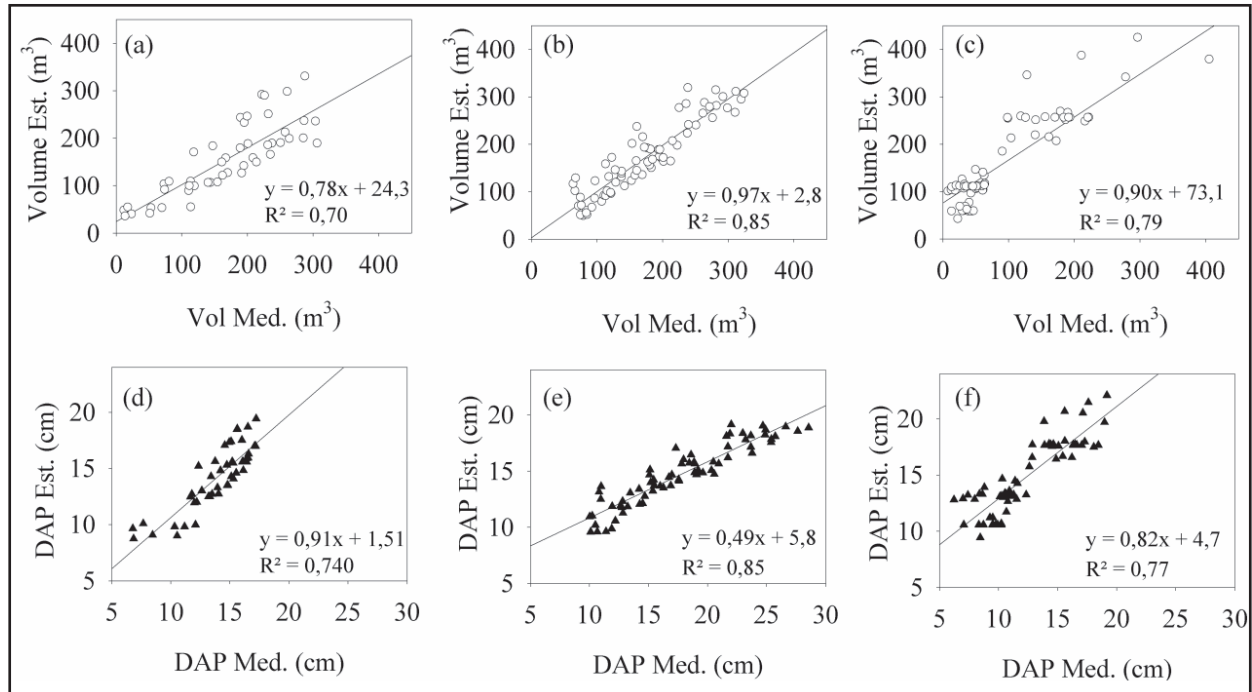 (a)
Volume Est. (m³)
400
300
200
100
0
y = 0,78x + 24,3
R² = 0,70
0 100 200 300 400
Vol Med. (m³)
(b)
Volume Est. (m³)
400
300
200
100
0
y = 0,97x + 2,8
R² = 0,85
0 100 200 300 400
Vol Med. (m³)
(c)
Volume Est. (m³)
400
300
200
100
0
y = 0,90x + 73,1
R² = 0,79
0 100 200 300 400
Vol Med. (m³)
(d)
DAP Est. (cm)
20
15
10
5
y = 0,91x + 1,51
R² = 0,740
5 10 15 20 25 30
DAP Med. (cm)
(e)
DAP Est. (cm)
20
15
10
5
y = 0,49x + 5,8
R² = 0,85
5 10 15 20 25 30
DAP Med. (cm)
(f)
DAP Est. (cm)
20
15
10
5
y = 0,82x + 4,7
R² = 0,77
5 10 15 20 25 30
DAP Med. (cm)